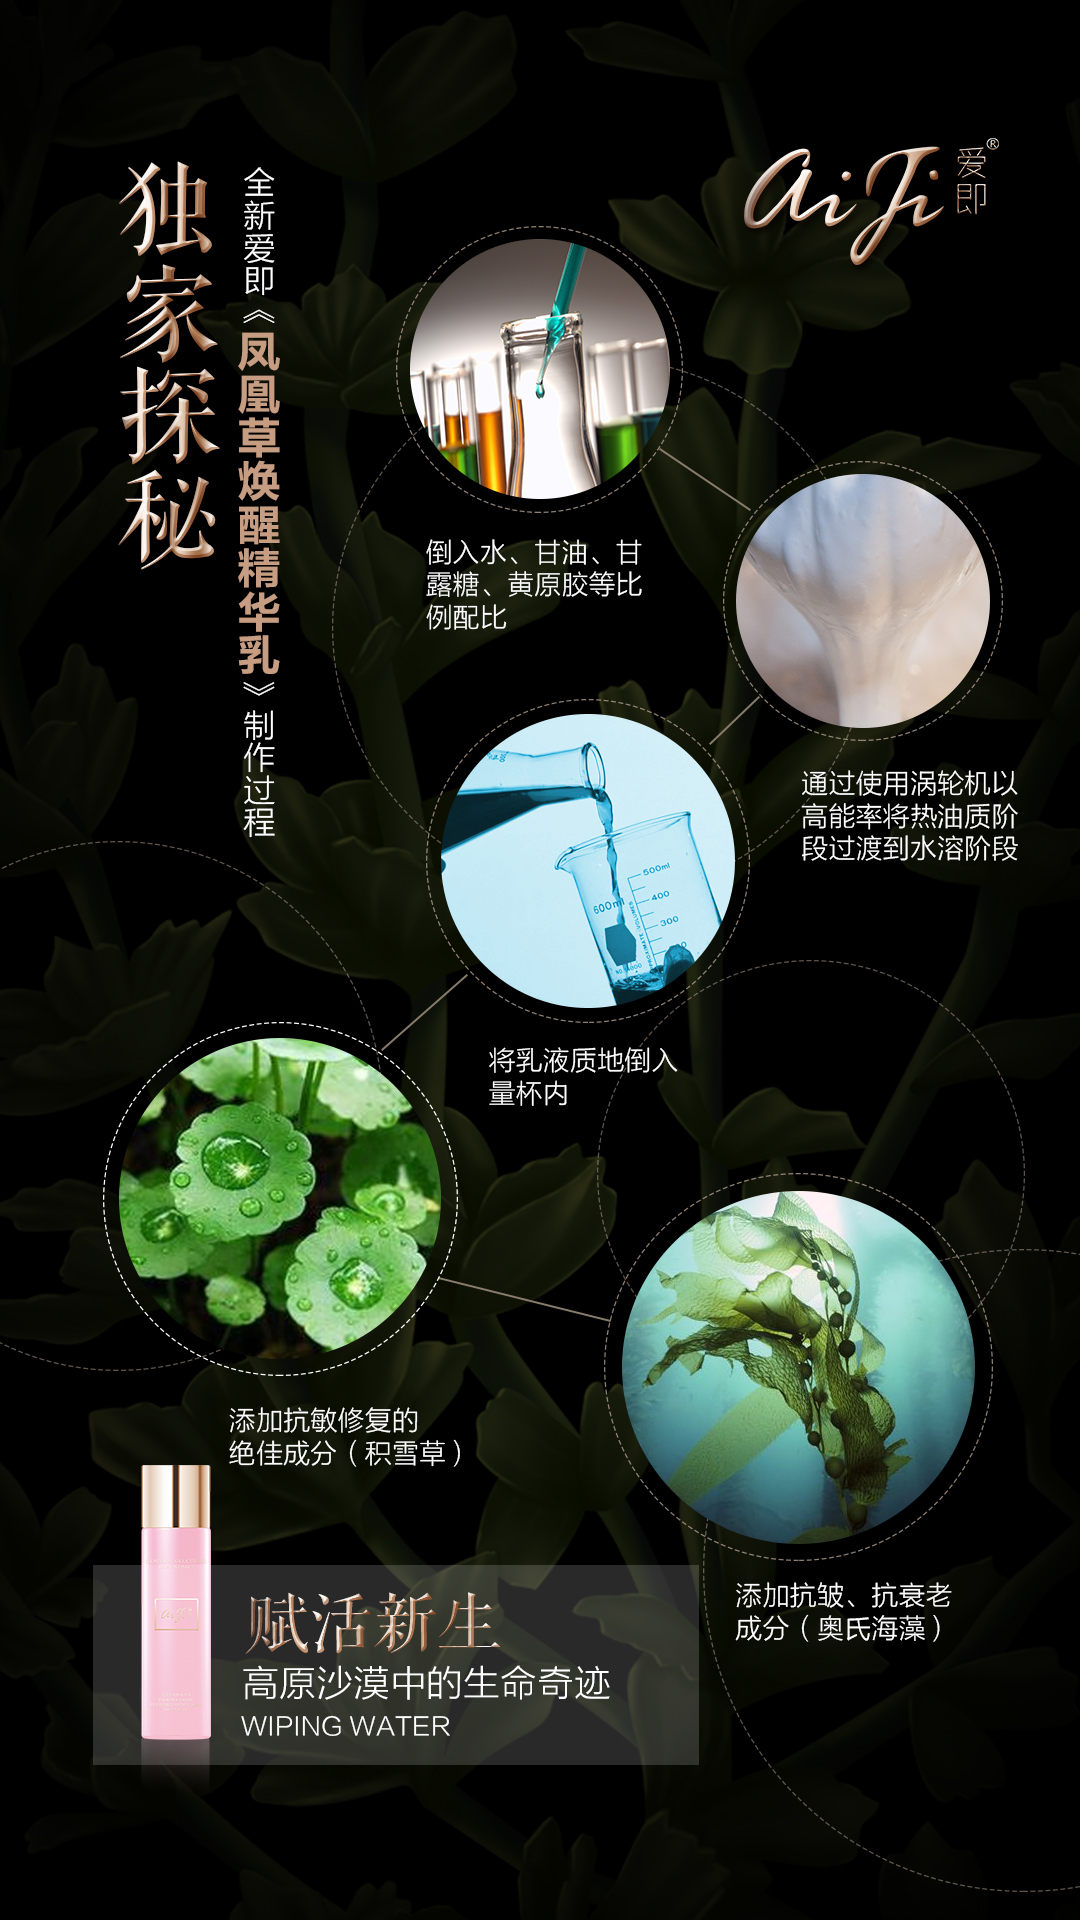 独家探秘
全新爱即《凤凰草焕醒精华乳》制作过程
aiJi 爱即®
倒入水、甘油、甘
露糖、黄原胶等比
例配比
通过使用涡轮机以
高能率将热油质阶
段过渡到水溶阶段
500ml
400
300
600ml
将乳液质地倒入
量杯内
添加抗敏修复的
绝佳成分（积雪草）
添加抗皱、抗衰老
成分（奥氏海藻）
aiJi
赋活新生
高原沙漠中的生命奇迹
WIPING WATER